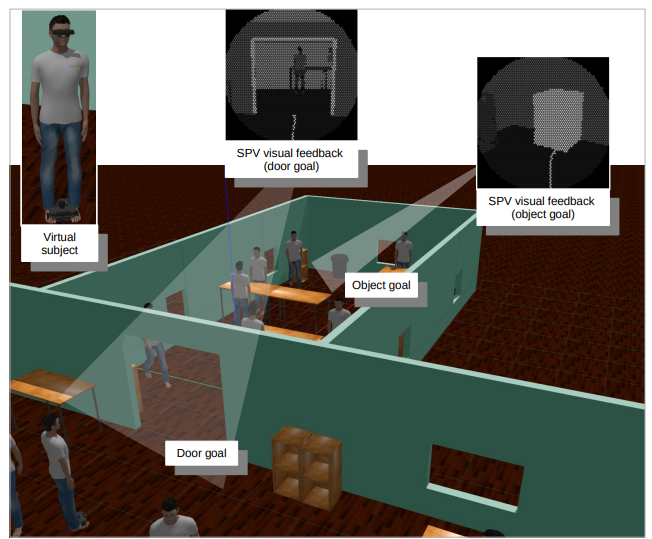 SPV visual feedback
(door goal)
SPV visual feedback
(object goal)
Virtual
subject
Object goal
Door goal